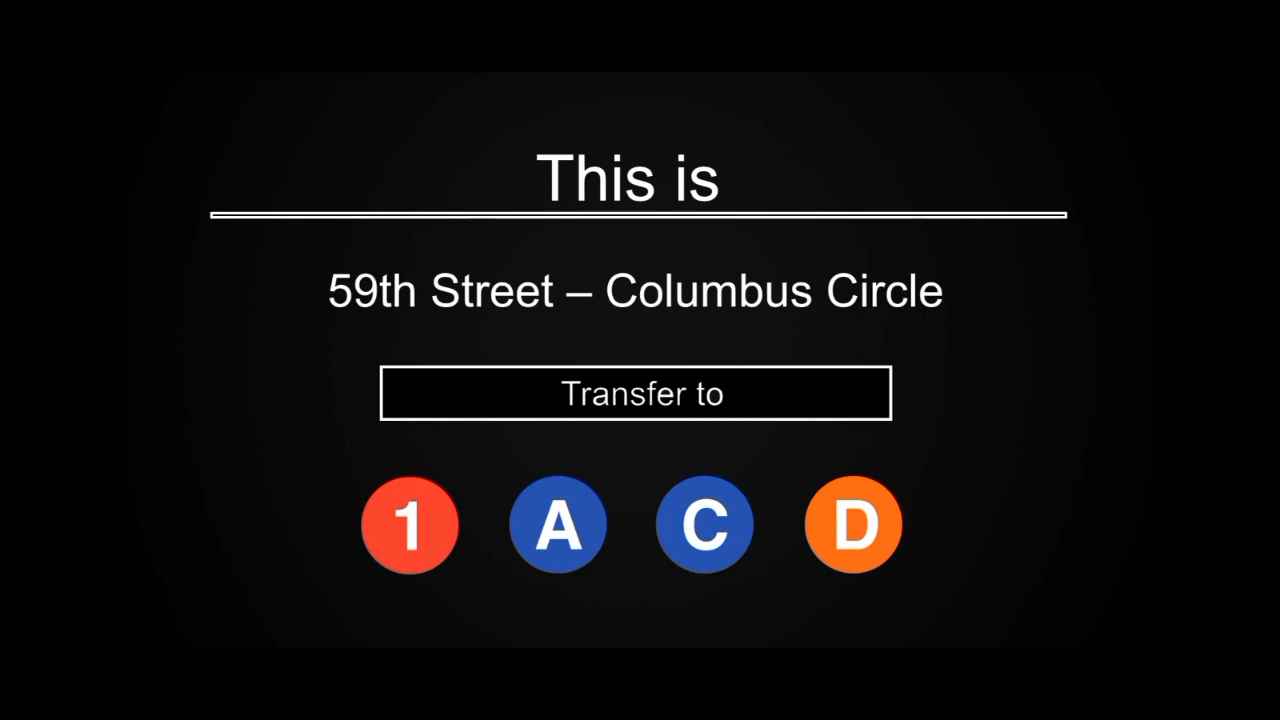 This is
59th Street – Columbus Circle
Transfer to
1 A C D